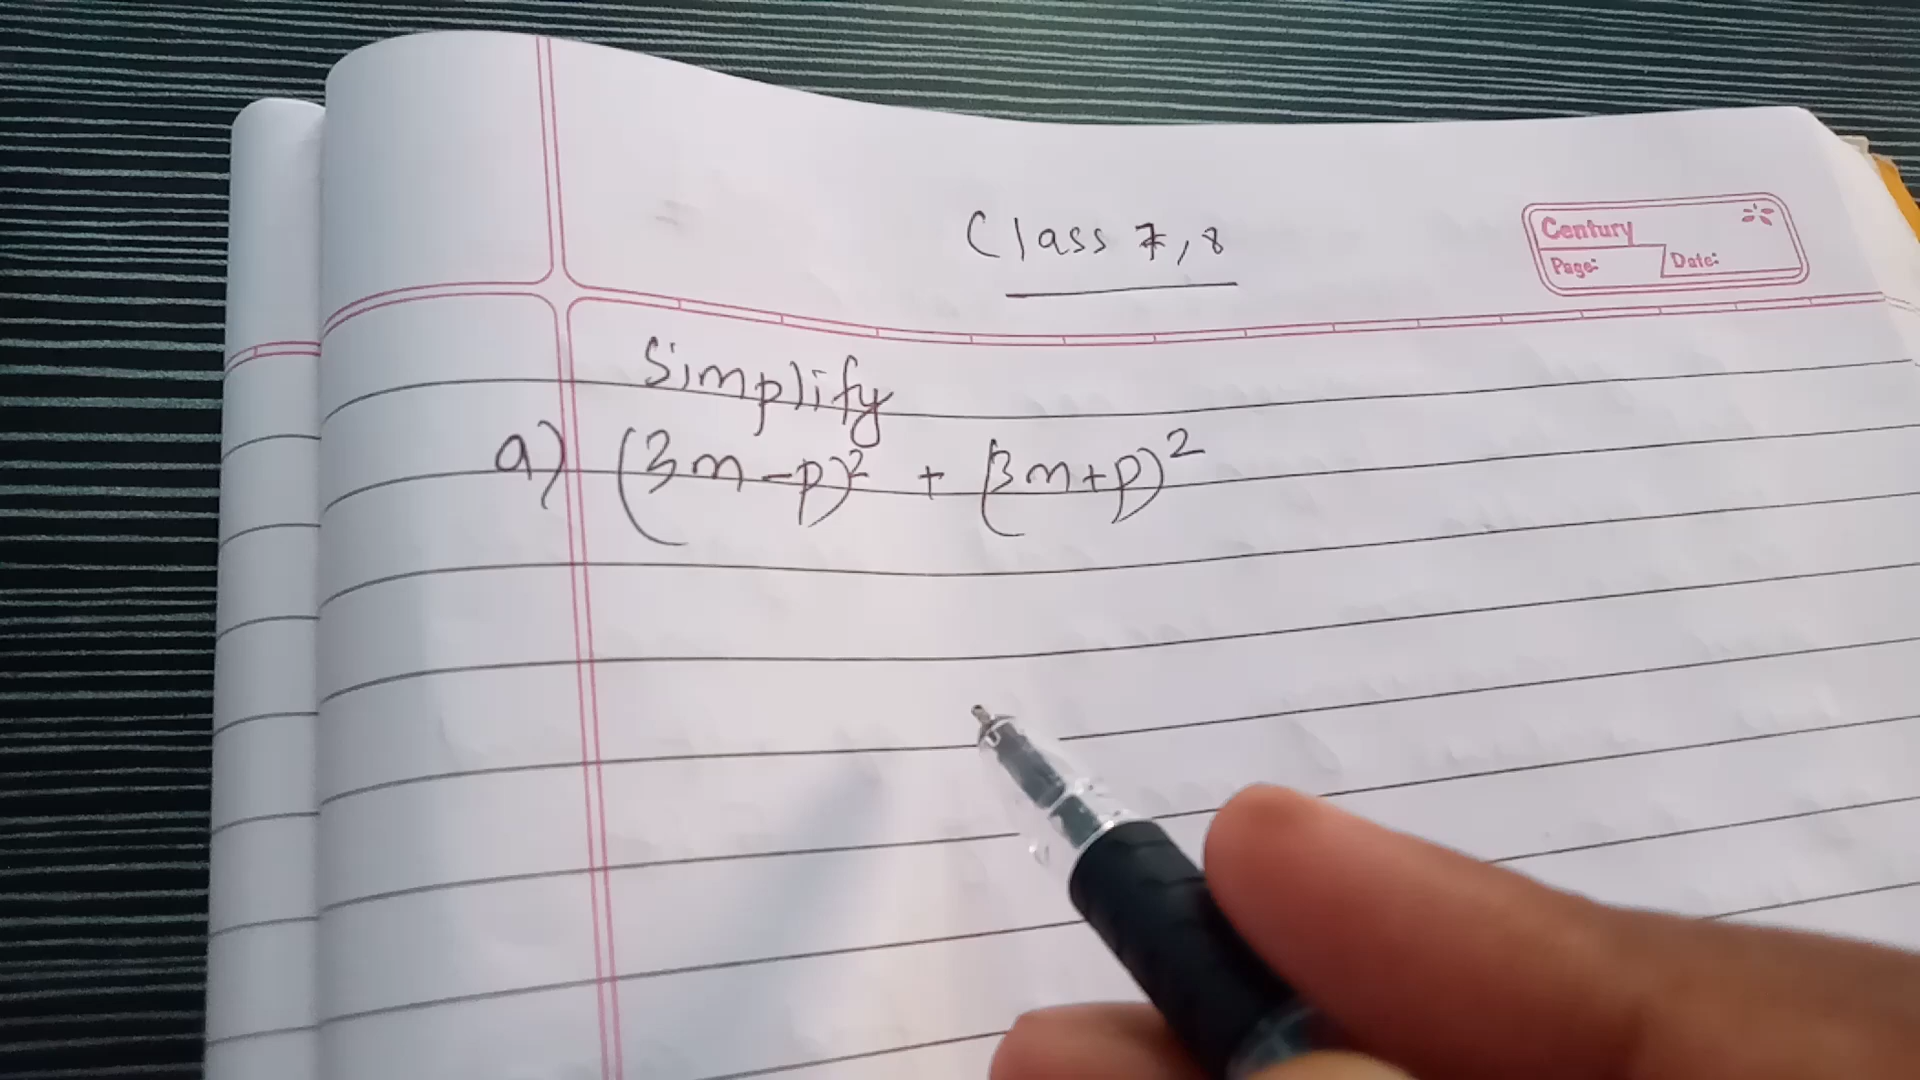 Class 7, 8
Century
Page: Date:
Simplify
a) (3m-p)² + (3m+p)²